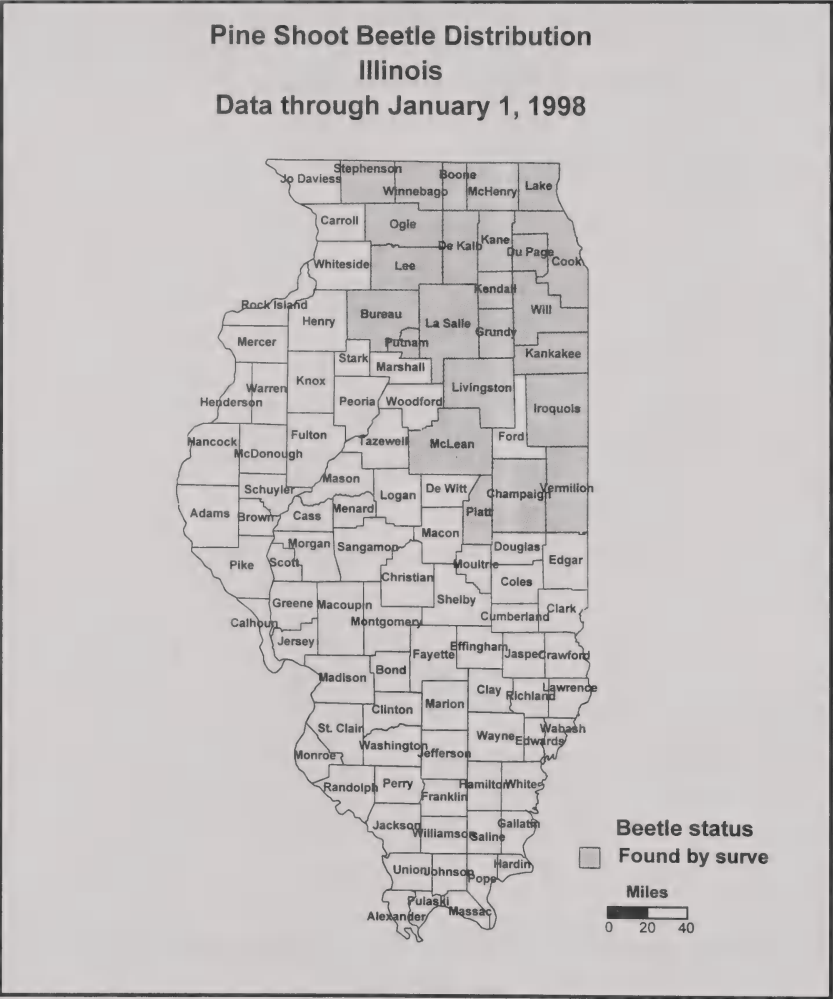 Pine Shoot Beetle Distribution
Illinois
Data through January 1, 1998
Jo Daviess
Stephenson
Winnebago
Boone
McHenry
Lake
Carroll
Ogle
De Kalb
Kane
Du Page
Cook
Whiteside
Lee
Kendall
Will
Rock Island
Henry
Bureau
Putnam
La Salle
Grundy
Kankakee
Mercer
Stark
Marshall
Knox
Peoria
Woodford
Livingston
Iroquois
Warren
Henderson
Hancock
McDonough
Fulton
Tazewell
McLean
Ford
Schuyler
Mason
Logan
De Witt
Champaign
Vermilion
Adams
Brown
Cass
Menard
Piatt
Macon
Morgan
Sangamon
Douglas
Edgar
Pike
Scott
Christian
Moultrie
Coles
Shelby
Greene
Macoupin
Montgomery
Cumberland
Clark
Calhoun
Jersey
Fayette
Effingham
Jasper
Crawford
Madison
Bond
Clay
Richland
Lawrence
Clinton
Marion
St. Clair
Washington
Jefferson
Wayne
Edwards
Wabash
Monroe
Randolph
Perry
Franklin
Hamilton
White
Jackson
Williamson
Saline
Gallatin
Union
Johnson
Pope
Hardin
Alexander
Pulaski
Massac
Beetle status
Found by surve
Miles
0 20 40